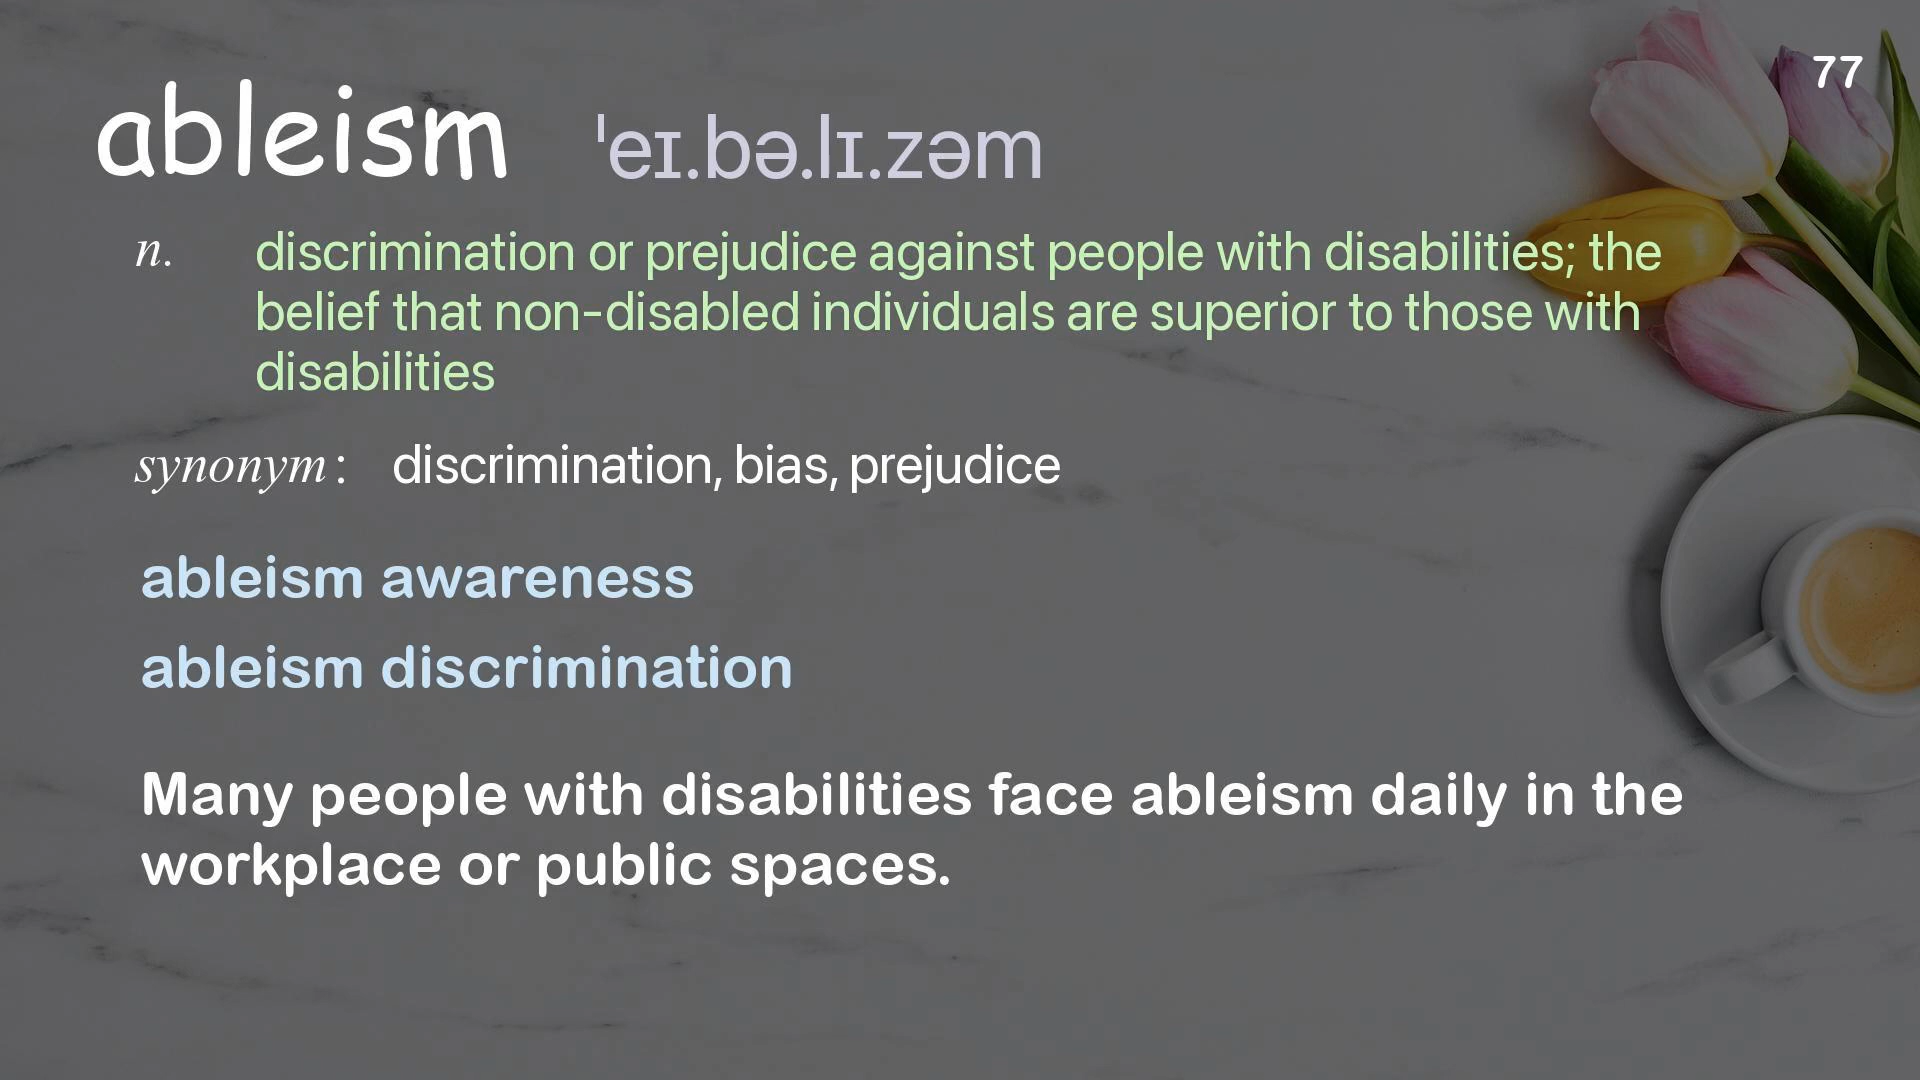 77
ableism ˈeɪ.bə.lɪ.zəm
n. discrimination or prejudice against people with disabilities; the
belief that non-disabled individuals are superior to those with
disabilities
synonym : discrimination, bias, prejudice
ableism awareness
ableism discrimination
Many people with disabilities face ableism daily in the
workplace or public spaces.